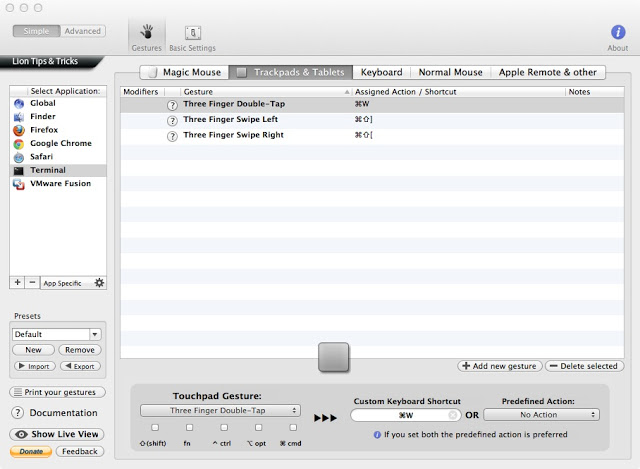 Simple Advanced
Gestures
Basic Settings
About
Lion Tips & Tricks
Magic Mouse
Trackpads & Tablets
Keyboard
Normal Mouse
Apple Remote & other
Select Application:
Global
Finder
Firefox
Google Chrome
Safari
Terminal
VMware Fusion
App Specific
Modifiers Gesture Assigned Action / Shortcut Notes
? Three Finger Double-Tap ⌘W
? Three Finger Swipe Left ⌘⇧]
? Three Finger Swipe Right ⌘⇧[
Presets
Default
New Remove
Import Export
Print your gestures
? Documentation
Show Live View
Donate Feedback
+ Add new gesture
− Delete selected
Touchpad Gesture:
Three Finger Double-Tap
⇧(shift) fn ^ ctrl ⌥ opt ⌘ cmd
Custom Keyboard Shortcut
⌘W
OR
Predefined Action:
No Action
If you set both the predefined action is preferred